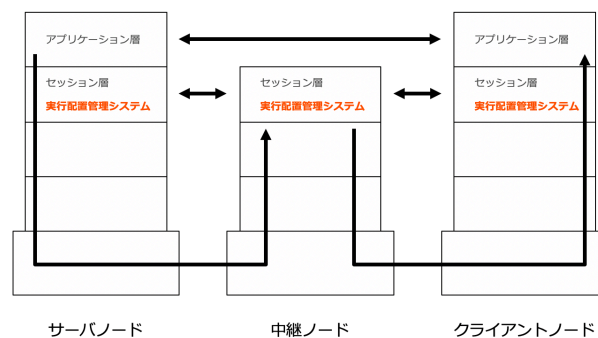 アプリケーション層
アプリケーション層
セッション層
実行配置管理システム
セッション層
実行配置管理システム
セッション層
実行配置管理システム
サーバノード
中継ノード
クライアントノード